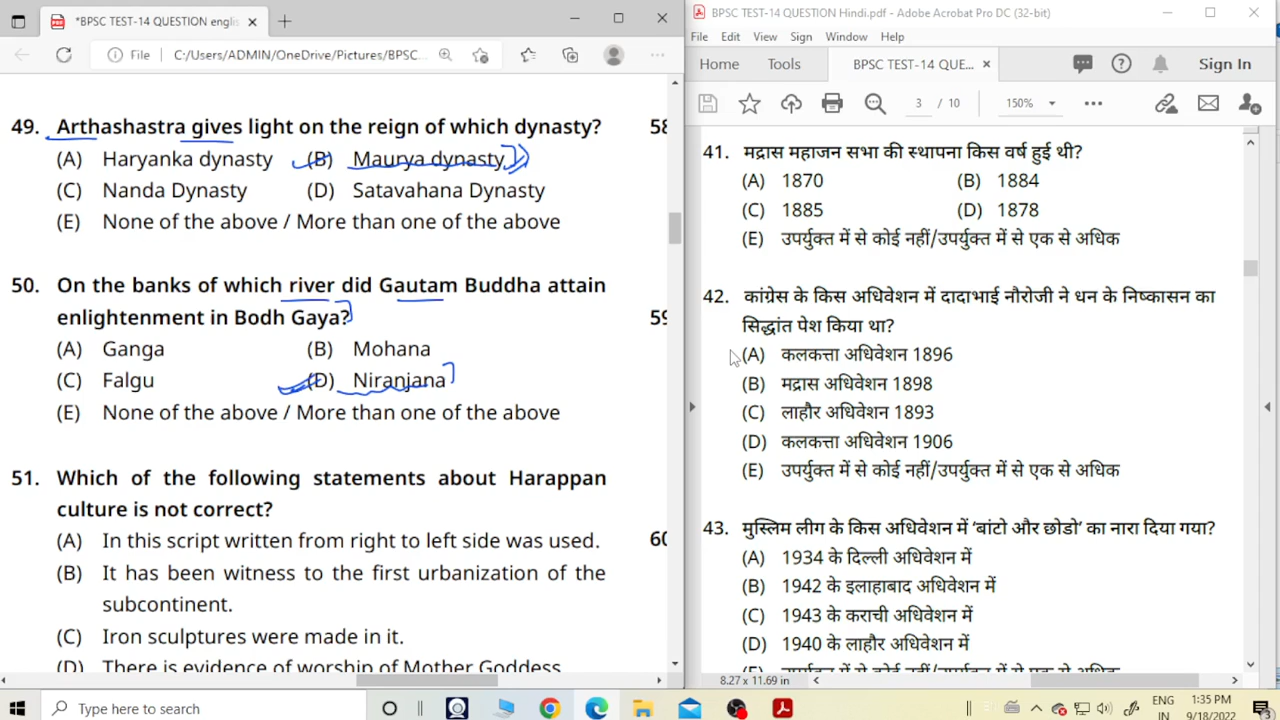 *BPSC TEST-14 QUESTION englis
File C:/Users/ADMIN/OneDrive/Pictures/BPSC...
49. Arthashastra gives light on the reign of which dynasty?
(A) Haryanka dynasty (B) Maurya dynasty
(C) Nanda Dynasty (D) Satavahana Dynasty
(E) None of the above / More than one of the above
50. On the banks of which river did Gautam Buddha attain
enlightenment in Bodh Gaya?
(A) Ganga (B) Mohana
(C) Falgu (D) Niranjana
(E) None of the above / More than one of the above
51. Which of the following statements about Harappan
culture is not correct?
(A) In this script written from right to left side was used.
(B) It has been witness to the first urbanization of the
subcontinent.
(C) Iron sculptures were made in it.
(D) There is evidence of worship of Mother Goddess
58
59
60
BPSC TEST-14 QUESTION Hindi.pdf - Adobe Acrobat Pro DC (32-bit)
File Edit View Sign Window Help
Home Tools BPSC TEST-14 QUE... Sign In
3 / 10 150%
41. मद्रास महाजन सभा की स्थापना किस वर्ष हुई थी?
(A) 1870 (B) 1884
(C) 1885 (D) 1878
(E) उपर्युक्त में से कोई नहीं/उपर्युक्त में से एक से अधिक
42. कांग्रेस के किस अधिवेशन में दादाभाई नौरोजी ने धन के निष्कासन का
सिद्धांत पेश किया था?
(A) कलकत्ता अधिवेशन 1896
(B) मद्रास अधिवेशन 1898
(C) लाहौर अधिवेशन 1893
(D) कलकत्ता अधिवेशन 1906
(E) उपर्युक्त में से कोई नहीं/उपर्युक्त में से एक से अधिक
43. मुस्लिम लीग के किस अधिवेशन में ‘बांटो और छोडो’ का नारा दिया गया?
(A) 1934 के दिल्ली अधिवेशन में
(B) 1942 के इलाहाबाद अधिवेशन में
(C) 1943 के कराची अधिवेशन में
(D) 1940 के लाहौर अधिवेशन में
8.27 x 11.69 in
Type here to search
ENG 1:35 PM
IN 9/18/2022